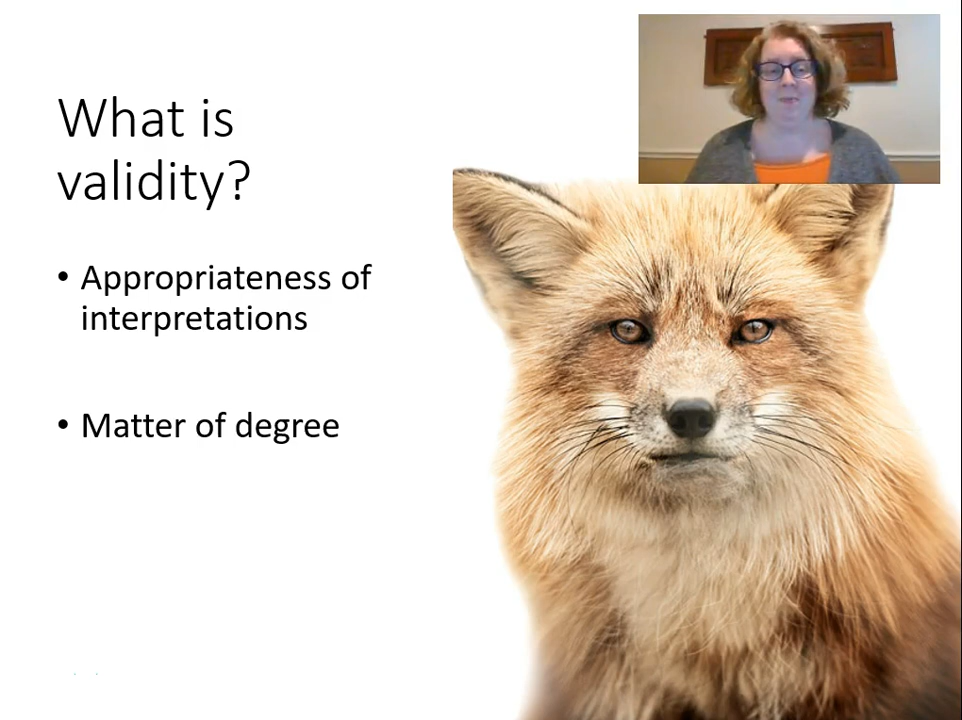 What is
validity?
• Appropriateness of
interpretations
• Matter of degree